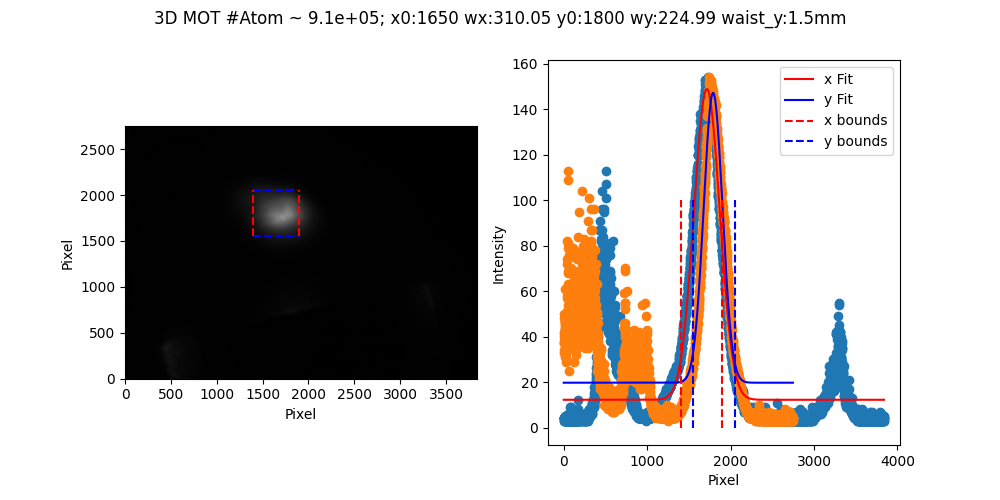 3D MOT #Atom ~ 9.1e+05; x0:1650 wx:310.05 y0:1800 wy:224.99 waist_y:1.5mm
Pixel
2500
2000
1500
1000
500
0
0 500 1000 1500 2000 2500 3000 3500
Pixel
Intensity
160
140
120
100
80
60
40
20
0
0 1000 2000 3000 4000
Pixel
x Fit
y Fit
x bounds
y bounds